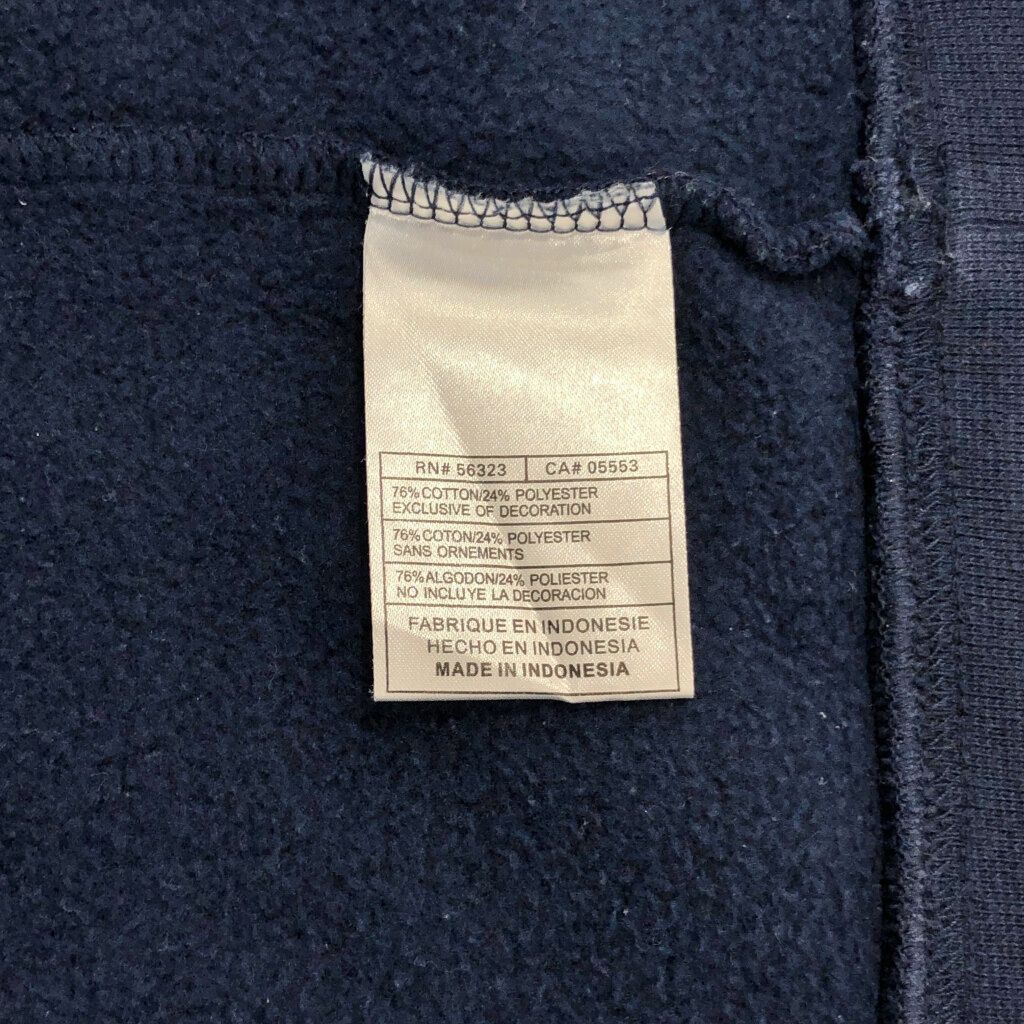 RN# 56323 CA# 05553
76% COTTON/24% POLYESTER
EXCLUSIVE OF DECORATION
76% COTON/24% POLYESTER
SANS ORNEMENTS
76% ALGODON/24% POLIESTER
NO INCLUYE LA DECORACION
FABRIQUE EN INDONESIE
HECHO EN INDONESIA
MADE IN INDONESIA